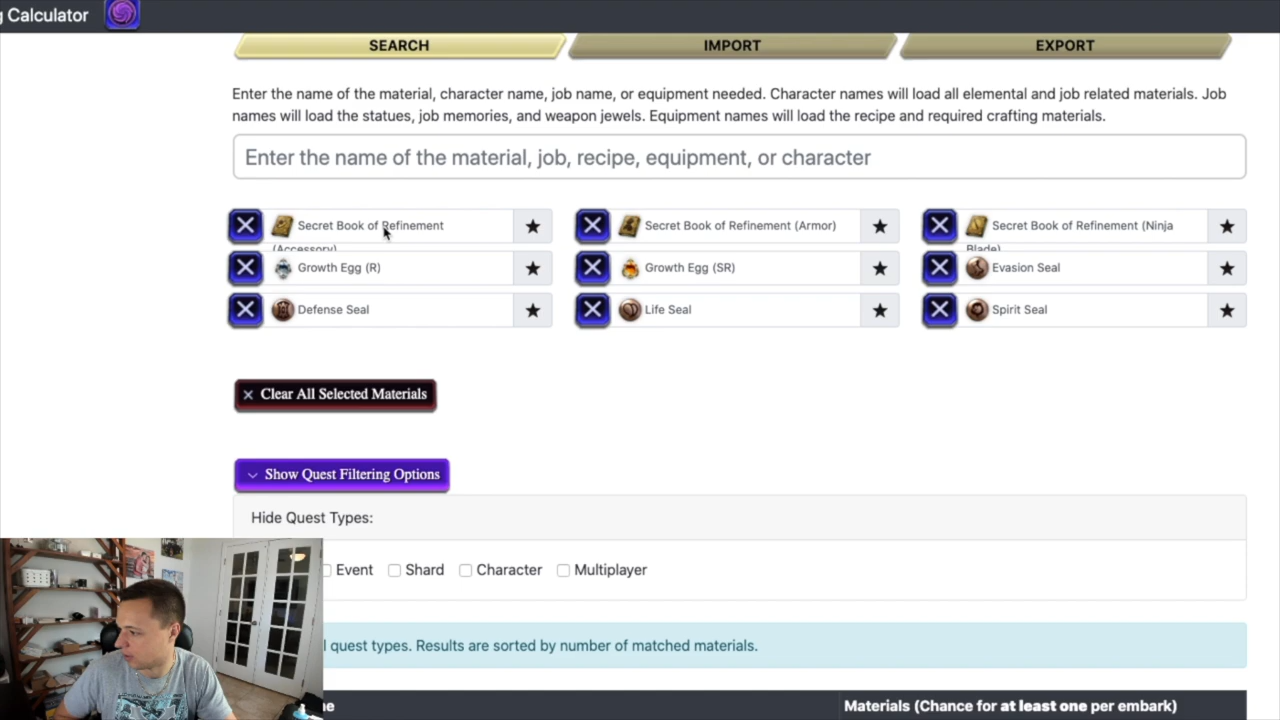 Calculator
SEARCH
IMPORT
EXPORT
Enter the name of the material, character name, job name, or equipment needed. Character names will load all elemental and job related materials. Job
names will load the statues, job memories, and weapon jewels. Equipment names will load the recipe and required crafting materials.
Enter the name of the material, job, recipe, equipment, or character
Secret Book of Refinement
(Accessory)
Secret Book of Refinement (Armor)
Secret Book of Refinement (Ninja
Blade)
Growth Egg (R)
Growth Egg (SR)
Evasion Seal
Defense Seal
Life Seal
Spirit Seal
Clear All Selected Materials
Show Quest Filtering Options
Hide Quest Types:
Event
Shard
Character
Multiplayer
quest types. Results are sorted by number of matched materials.
Materials (Chance for at least one per embark)